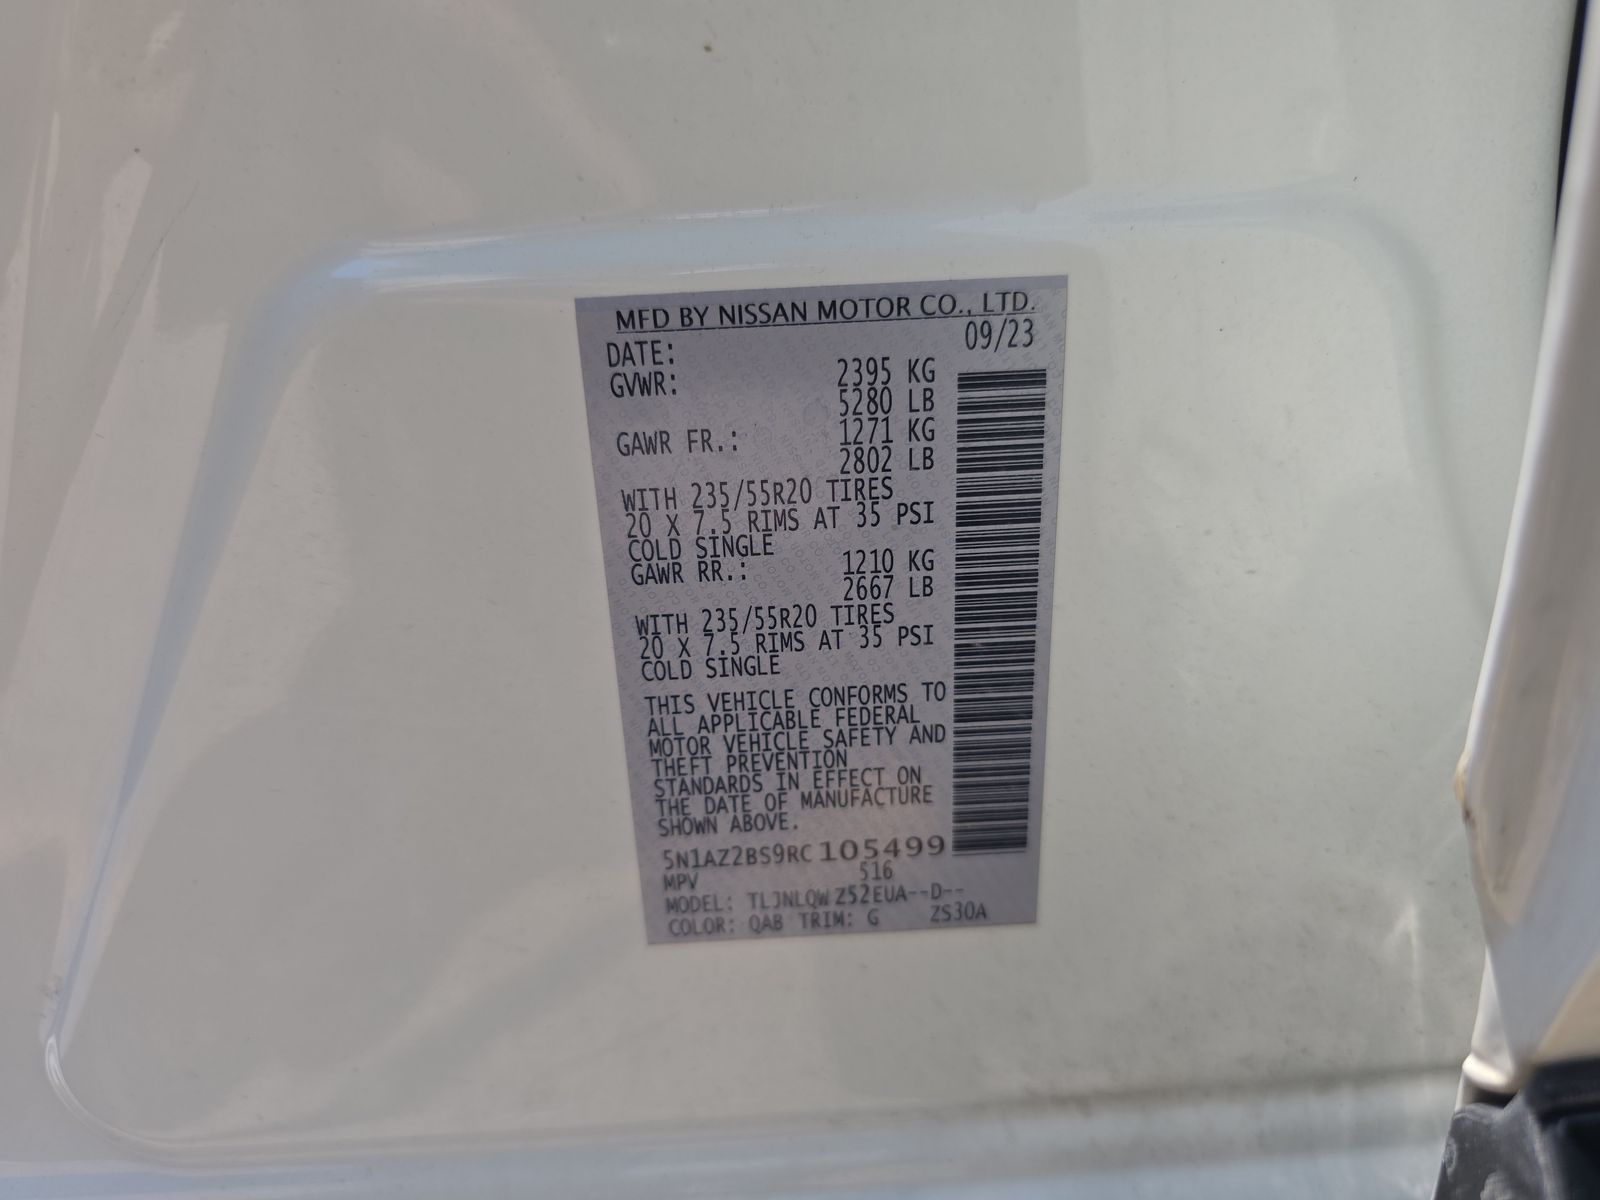 MFD BY NISSAN MOTOR CO., LTD.
DATE: 09/23
GVWR: 2395 KG
5280 LB
GAWR FR.: 1271 KG
2802 LB
WITH 235/55R20 TIRES
20 X 7.5 RIMS AT 35 PSI
COLD SINGLE
GAWR RR.: 1210 KG
2667 LB
WITH 235/55R20 TIRES
20 X 7.5 RIMS AT 35 PSI
COLD SINGLE
THIS VEHICLE CONFORMS TO
ALL APPLICABLE FEDERAL
MOTOR VEHICLE SAFETY AND
THEFT PREVENTION
STANDARDS IN EFFECT ON
THE DATE OF MANUFACTURE
SHOWN ABOVE.
5N1AZ2BS9RC105499
MPV 516
MODEL: TLJNLQWZ52EUA--D--
COLOR: QAB TRIM: G ZS30A